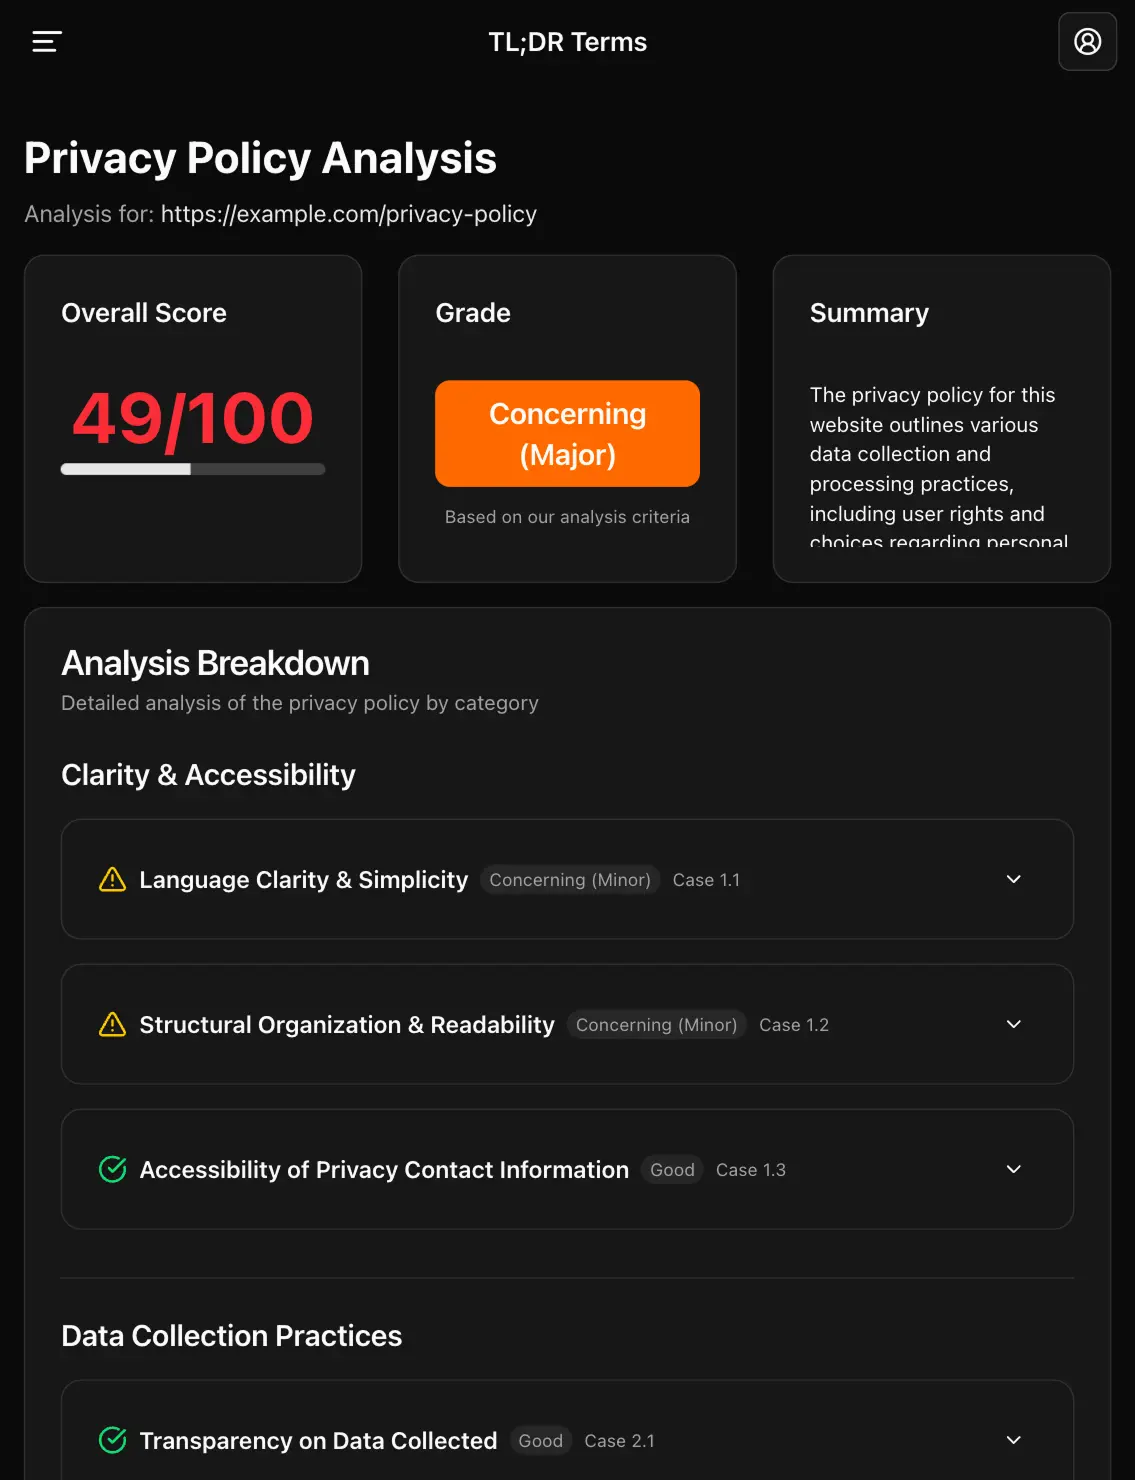 TL;DR Terms
Privacy Policy Analysis
Analysis for: https://example.com/privacy-policy
Overall Score
49/100
Grade
Concerning
(Major)
Based on our analysis criteria
Summary
The privacy policy for this
website outlines various
data collection and
processing practices,
including user rights and
choices regarding personal
Analysis Breakdown
Detailed analysis of the privacy policy by category
Clarity & Accessibility
Language Clarity & Simplicity Concerning (Minor) Case 1.1
Structural Organization & Readability Concerning (Minor) Case 1.2
Accessibility of Privacy Contact Information Good Case 1.3
Data Collection Practices
Transparency on Data Collected Good Case 2.1